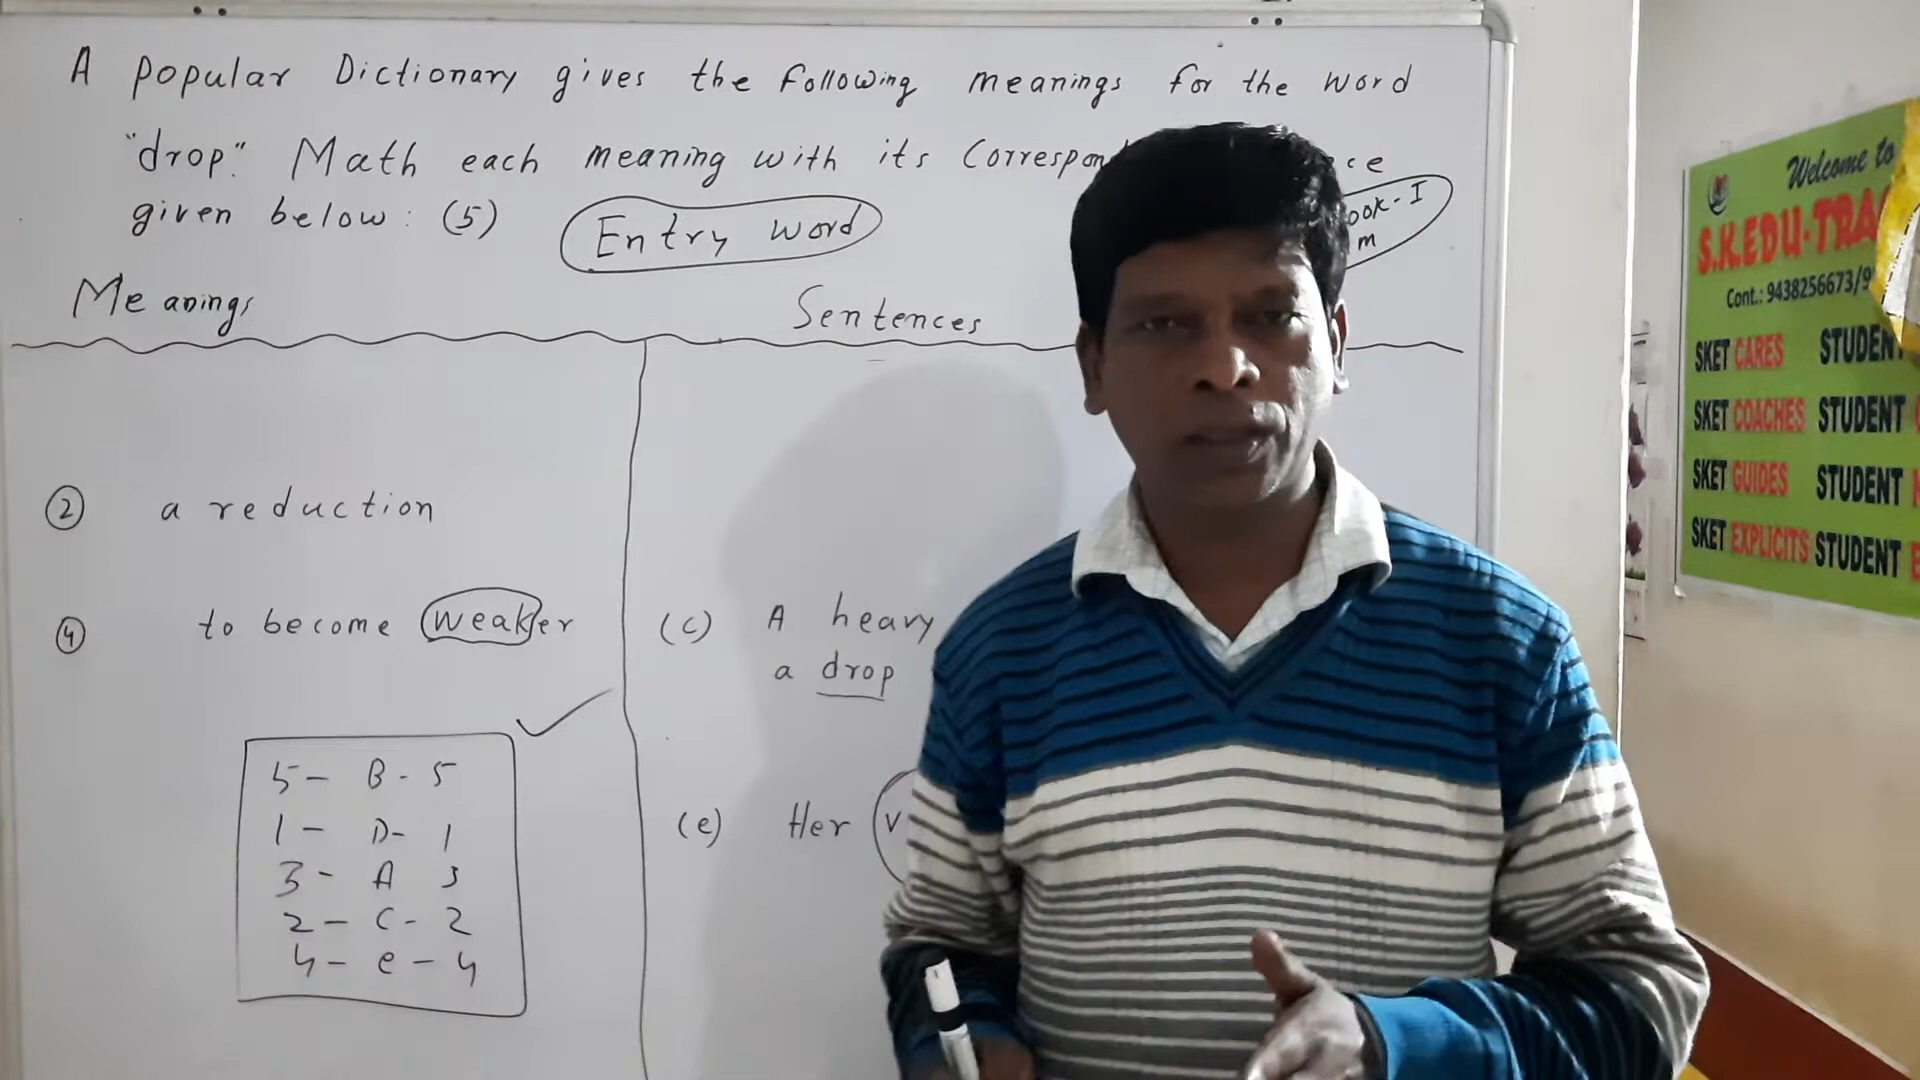 A popular Dictionary gives the following meanings for the word
"drop." Math each meaning with its
given below: (5)
Entry word
Meanings
Sentences
② a reduction
④ to become weaker
(c) A heavy
a drop
(e) Her
5 - B - 5
1 - D - 1
3 - A 3
2 - C - 2
4 - e - 4
Welcome to
S.K.EDU-TRA
Cont.: 9438256673/9
SKET CARES STUDENT
SKET COACHES STUDENT
SKET GUIDES STUDENT
SKET EXPLICITS STUDENT